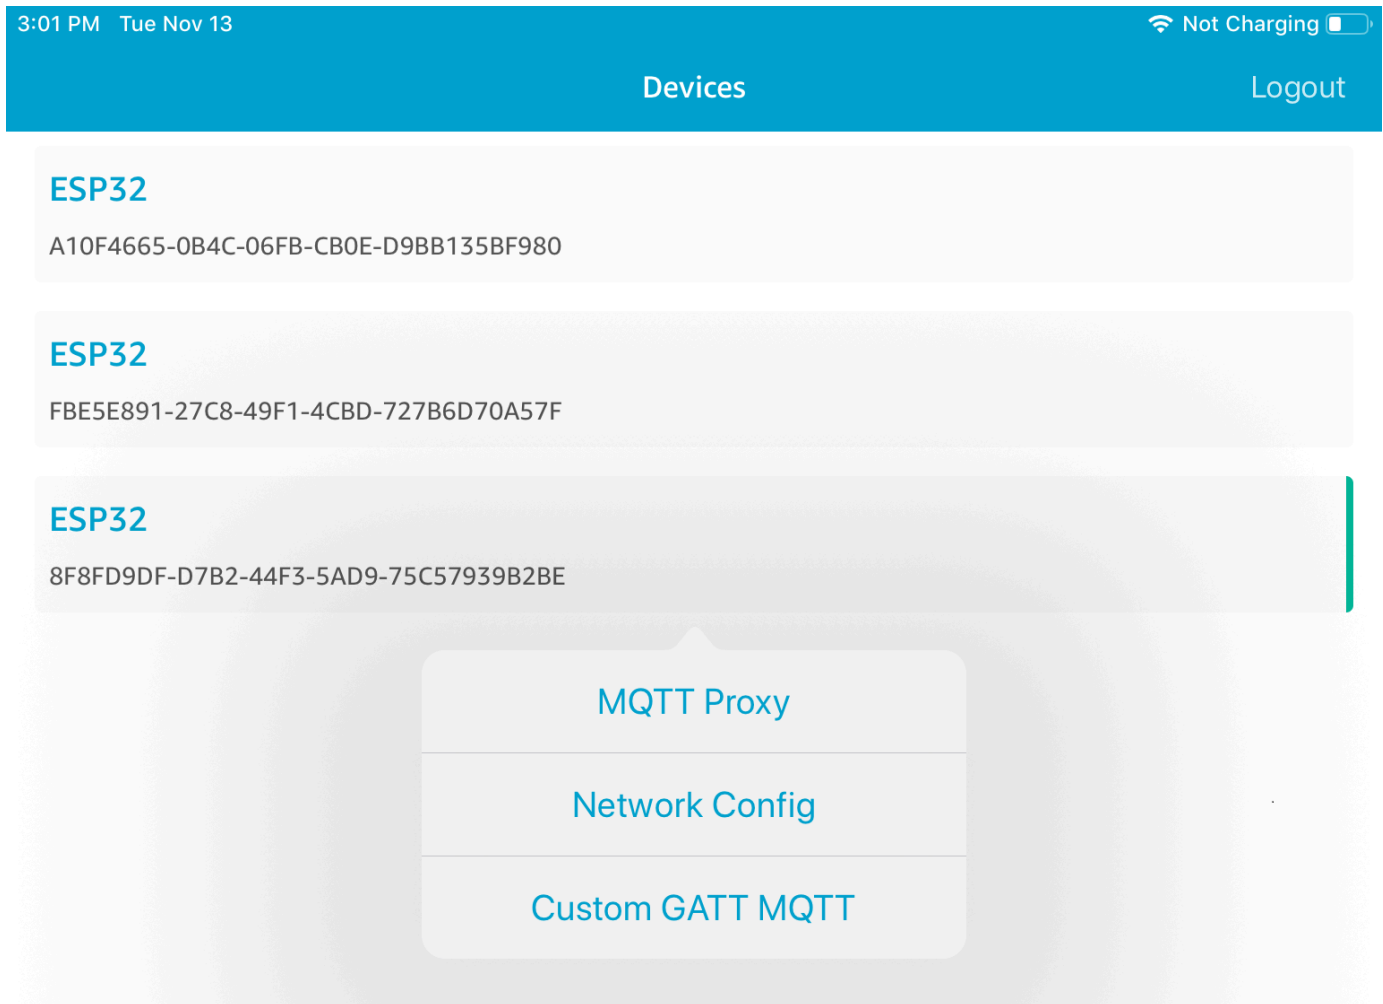 3:01 PM Tue Nov 13 Not Charging
Devices Logout
ESP32
A10F4665-0B4C-06FB-CB0E-D9BB135BF980
ESP32
FBE5E891-27C8-49F1-4CBD-727B6D70A57F
ESP32
8F8FD9DF-D7B2-44F3-5AD9-75C57939B2BE
MQTT Proxy
Network Config
Custom GATT MQTT